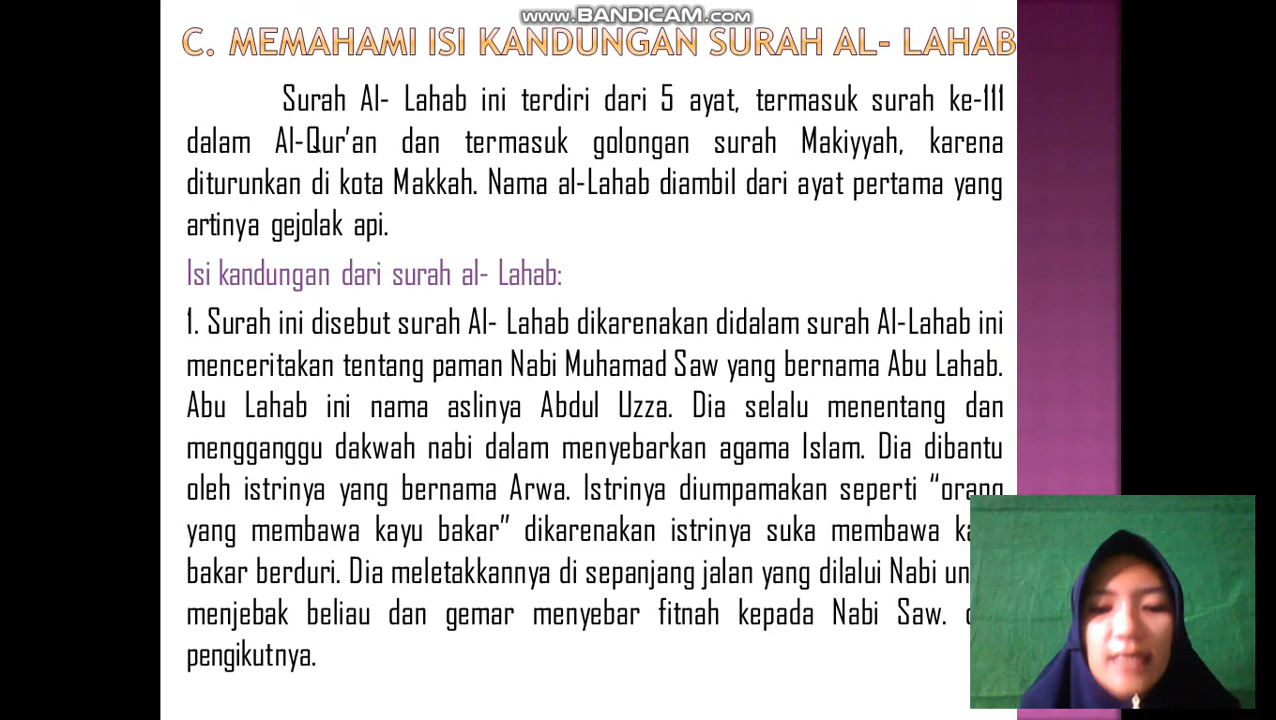 www.BANDICAM.com
C. MEMAHAMI ISI KANDUNGAN SURAH AL- LAHAB
Surah Al- Lahab ini terdiri dari 5 ayat, termasuk surah ke-111
dalam Al-Qur’an dan termasuk golongan surah Makiyyah, karena
diturunkan di kota Makkah. Nama al-Lahab diambil dari ayat pertama yang
artinya gejolak api.
Isi kandungan dari surah al- Lahab:
1. Surah ini disebut surah Al- Lahab dikarenakan didalam surah Al-Lahab ini
menceritakan tentang paman Nabi Muhamad Saw yang bernama Abu Lahab.
Abu Lahab ini nama aslinya Abdul Uzza. Dia selalu menentang dan
mengganggu dakwah nabi dalam menyebarkan agama Islam. Dia dibantu
oleh istrinya yang bernama Arwa. Istrinya diumpamakan seperti “orang
yang membawa kayu bakar” dikarenakan istrinya suka membawa
bakar berduri. Dia meletakkannya di sepanjang jalan yang dilalui Nabi
menjebak beliau dan gemar menyebar fitnah kepada Nabi Saw.
pengikutnya.